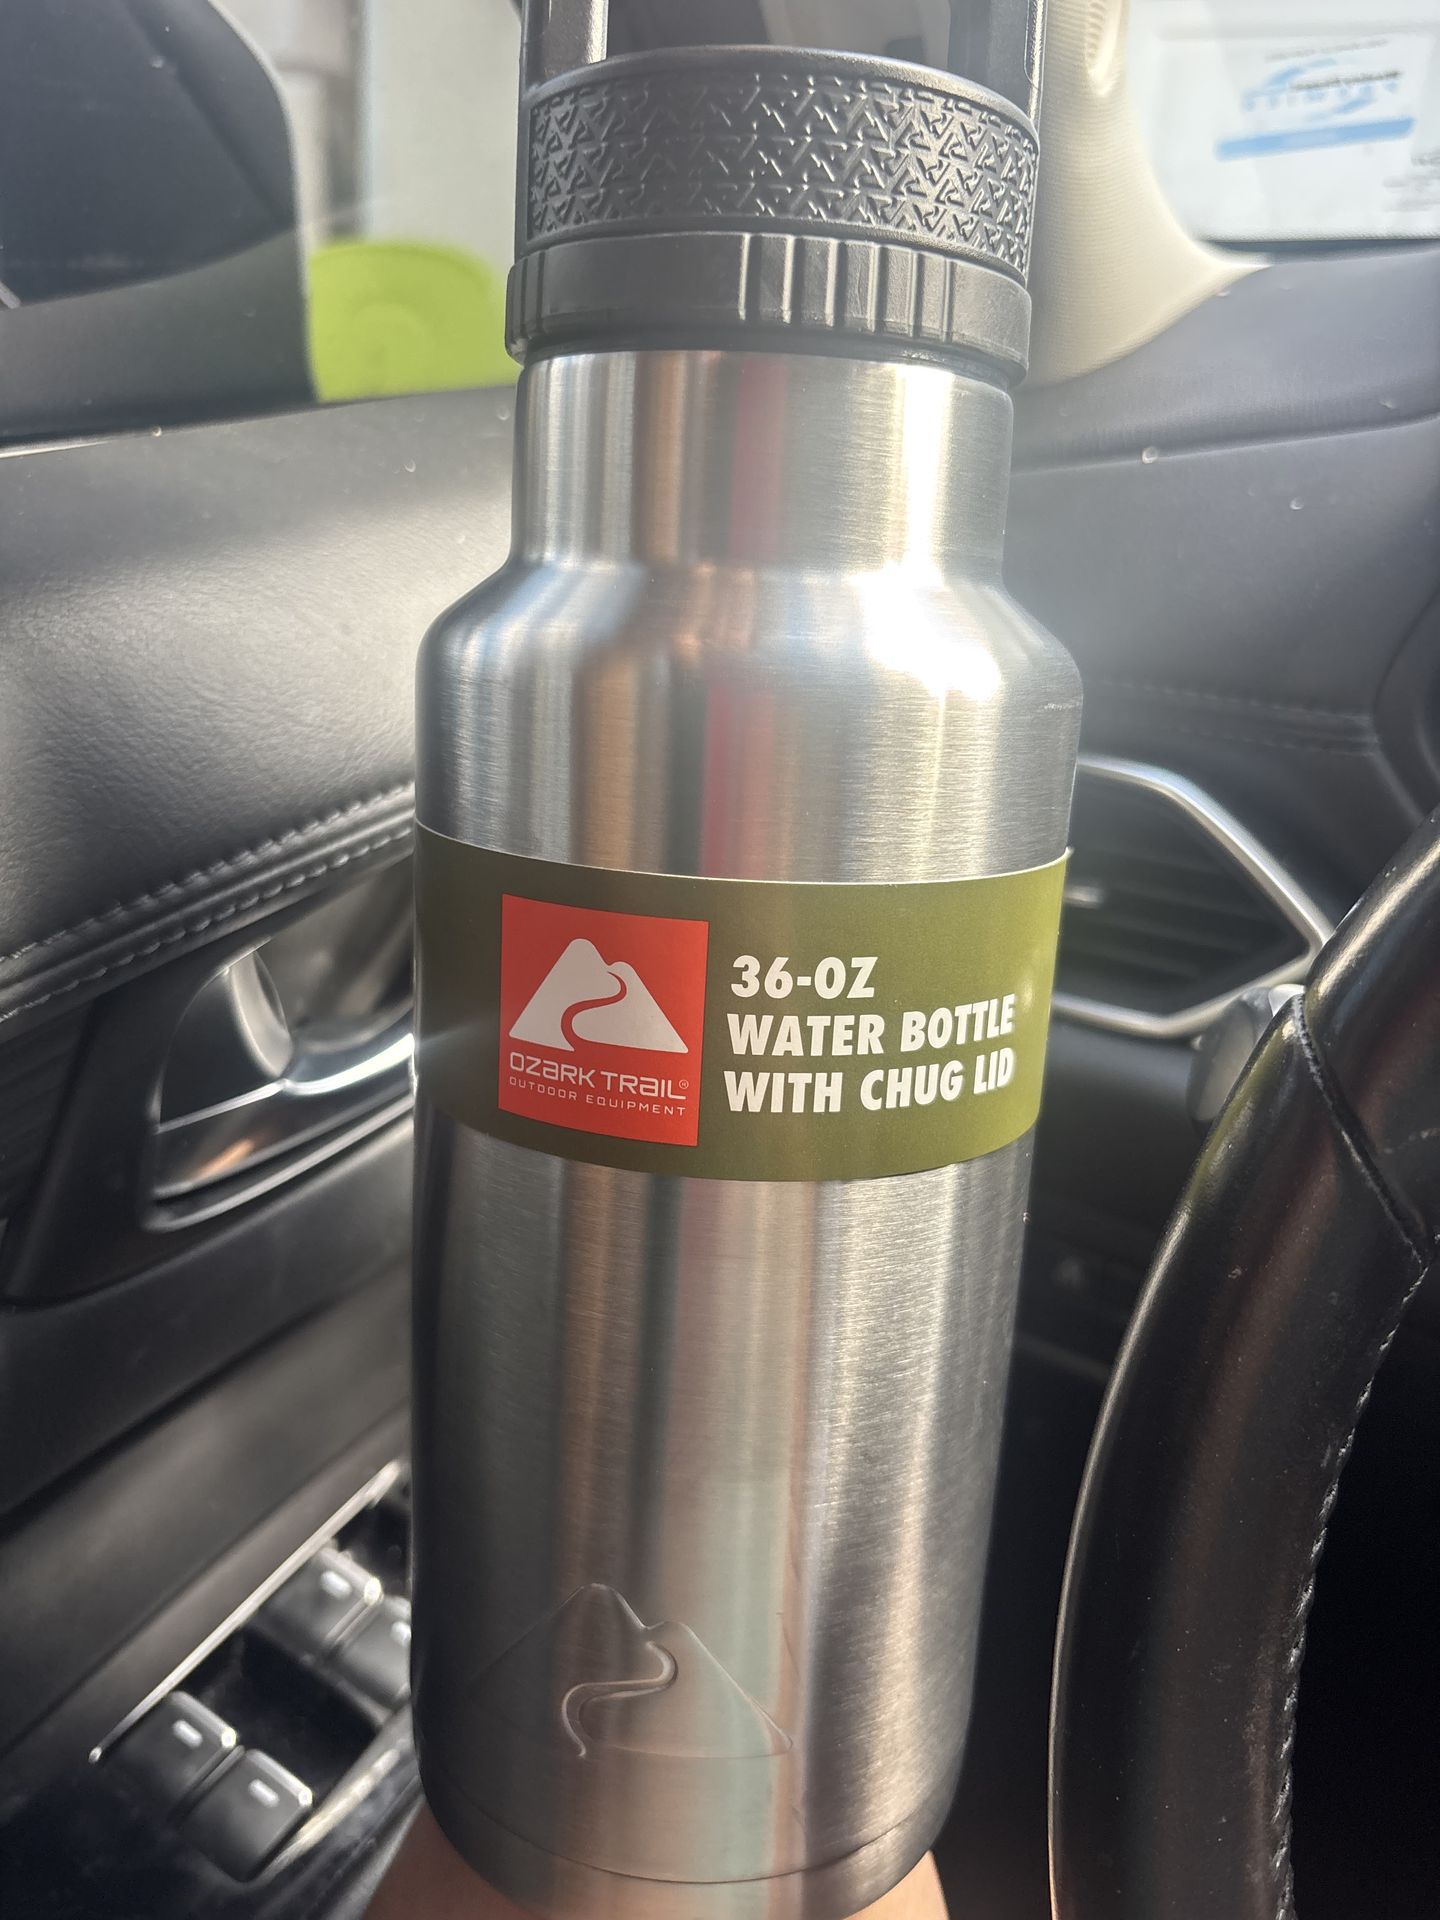 36-OZ
WATER BOTTLE
WITH CHUG LID
OZARK TRAIL®
OUTDOOR EQUIPMENT